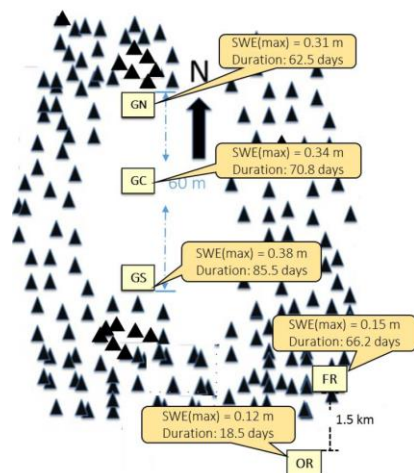 SWE(max) = 0.31 m
Duration: 62.5 days
N
GN
SWE(max) = 0.34 m
Duration: 70.8 days
GC
60 m
SWE(max) = 0.38 m
Duration: 85.5 days
GS
SWE(max) = 0.15 m
Duration: 66.2 days
FR
SWE(max) = 0.12 m
Duration: 18.5 days
1.5 km
OR